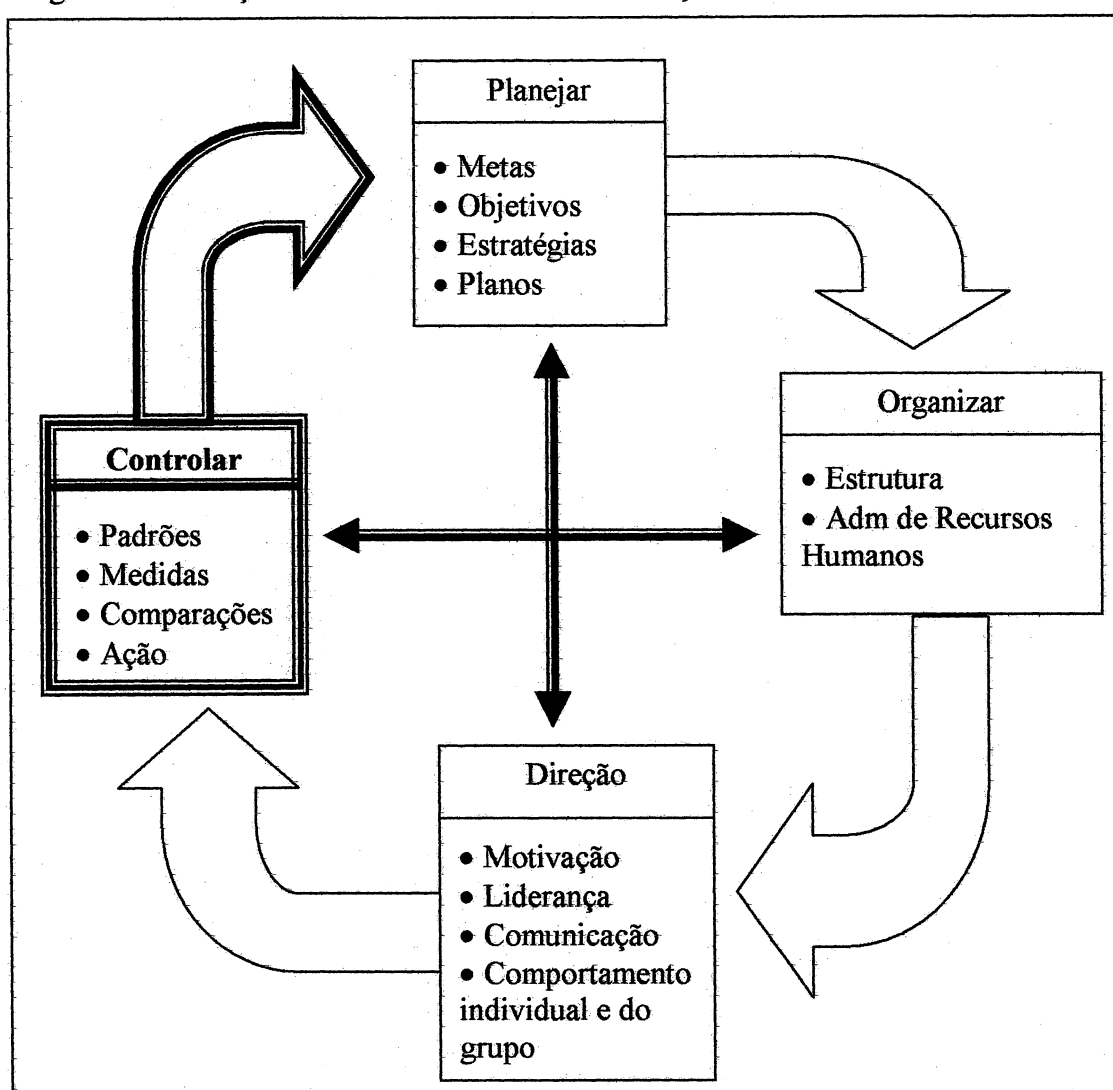 Planejar
• Metas
• Objetivos
• Estratégias
• Planos
Organizar
• Estrutura
• Adm de Recursos
Humanos
Controlar
• Padrões
• Medidas
• Comparações
• Ação
Direção
• Motivação
• Liderança
• Comunicação
• Comportamento
individual e do
grupo